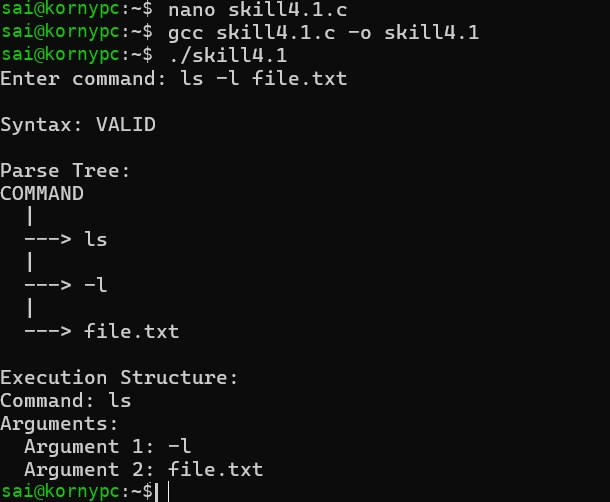 sai@kornypc:~$ nano skill4.1.c
sai@kornypc:~$ gcc skill4.1.c -o skill4.1
sai@kornypc:~$ ./skill4.1
Enter command: ls -l file.txt

Syntax: VALID

Parse Tree:
COMMAND
  |
  ---> ls
  |
  ---> -l
  |
  ---> file.txt

Execution Structure:
Command: ls
Arguments:
  Argument 1: -l
  Argument 2: file.txt
sai@kornypc:~$